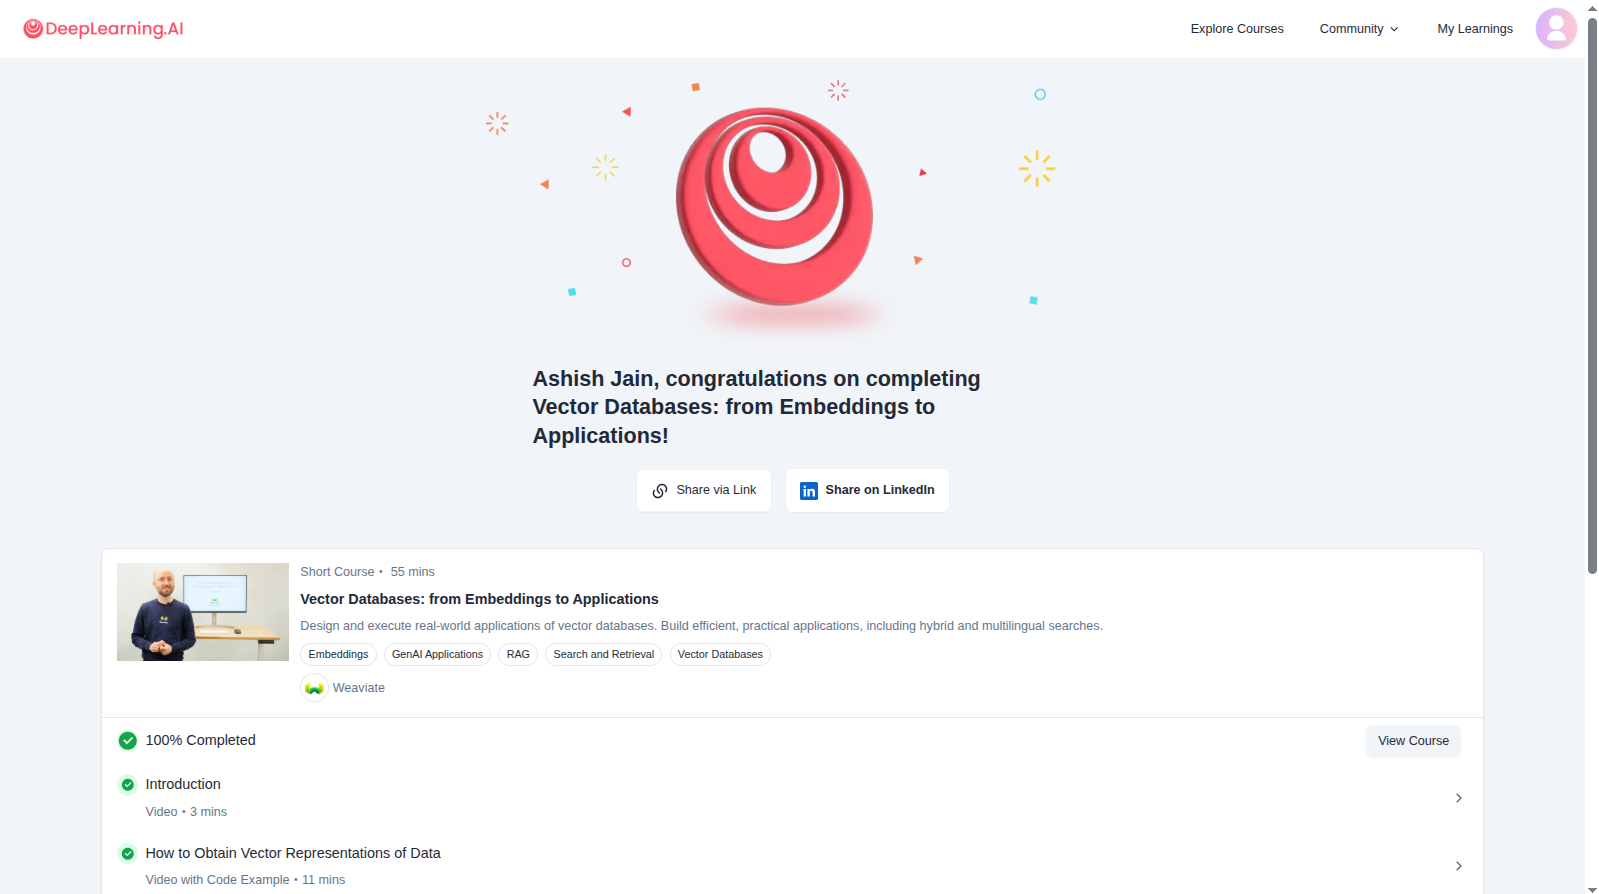 DeepLearning.AI
Explore Courses
Community
My Learnings
Ashish Jain, congratulations on completing
Vector Databases: from Embeddings to
Applications!
Share via Link
Share on LinkedIn
Short Course • 55 mins
Vector Databases: from Embeddings to Applications
Design and execute real-world applications of vector databases. Build efficient, practical applications, including hybrid and multilingual searches.
Embeddings
GenAI Applications
RAG
Search and Retrieval
Vector Databases
Weaviate
100% Completed
View Course
Introduction
Video • 3 mins
How to Obtain Vector Representations of Data
Video with Code Example • 11 mins